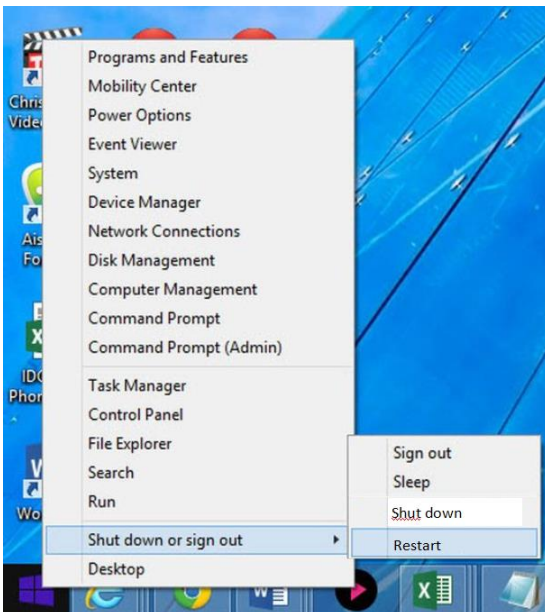 Programs and Features
Mobility Center
Power Options
Event Viewer
System
Device Manager
Network Connections
Disk Management
Computer Management
Command Prompt
Command Prompt (Admin)
Task Manager
Control Panel
File Explorer
Search
Run
Shut down or sign out
Desktop
Sign out
Sleep
Shut down
Restart